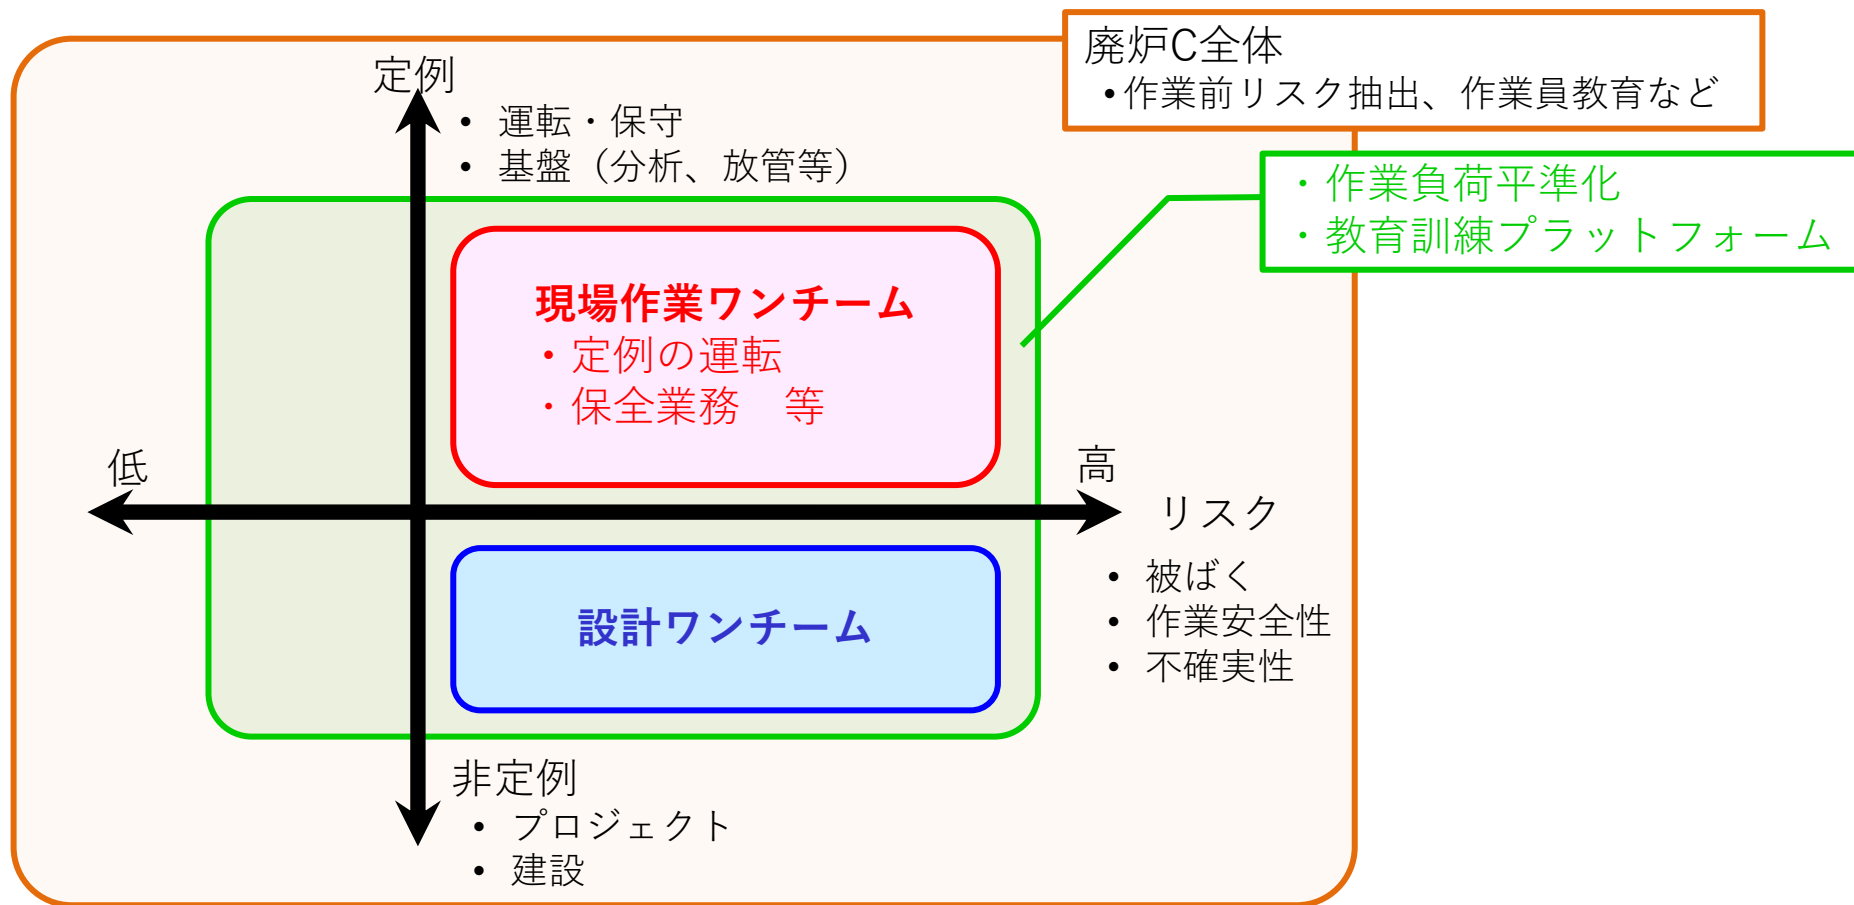 廃炉C全体
•作業前リスク抽出、作業員教育など
定例
• 運転・保守
• 基盤（分析、放管等）
・作業負荷平準化
・教育訓練プラットフォーム
現場作業ワンチーム
・定例の運転
・保全業務　等
低
高
リスク
• 被ばく
• 作業安全性
• 不確実性
設計ワンチーム
非定例
• プロジェクト
• 建設